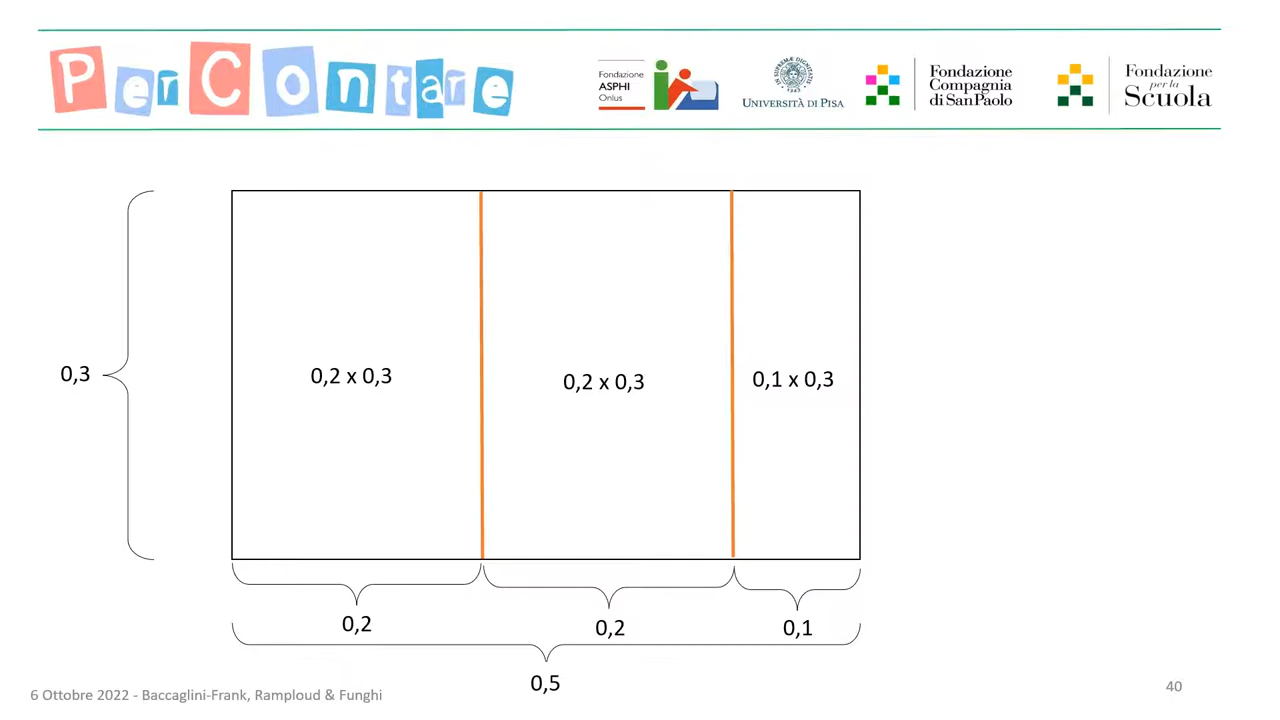 PerContare
Fondazione
ASPHI
Onlus
UNIVERSITÀ DI PISA
Fondazione
Compagnia
di SanPaolo
Fondazione
per la
Scuola
0,3
0,2 x 0,3
0,2 x 0,3
0,1 x 0,3
0,2
0,2
0,1
0,5
6 Ottobre 2022 - Baccaglini-Frank, Ramploud & Funghi
40